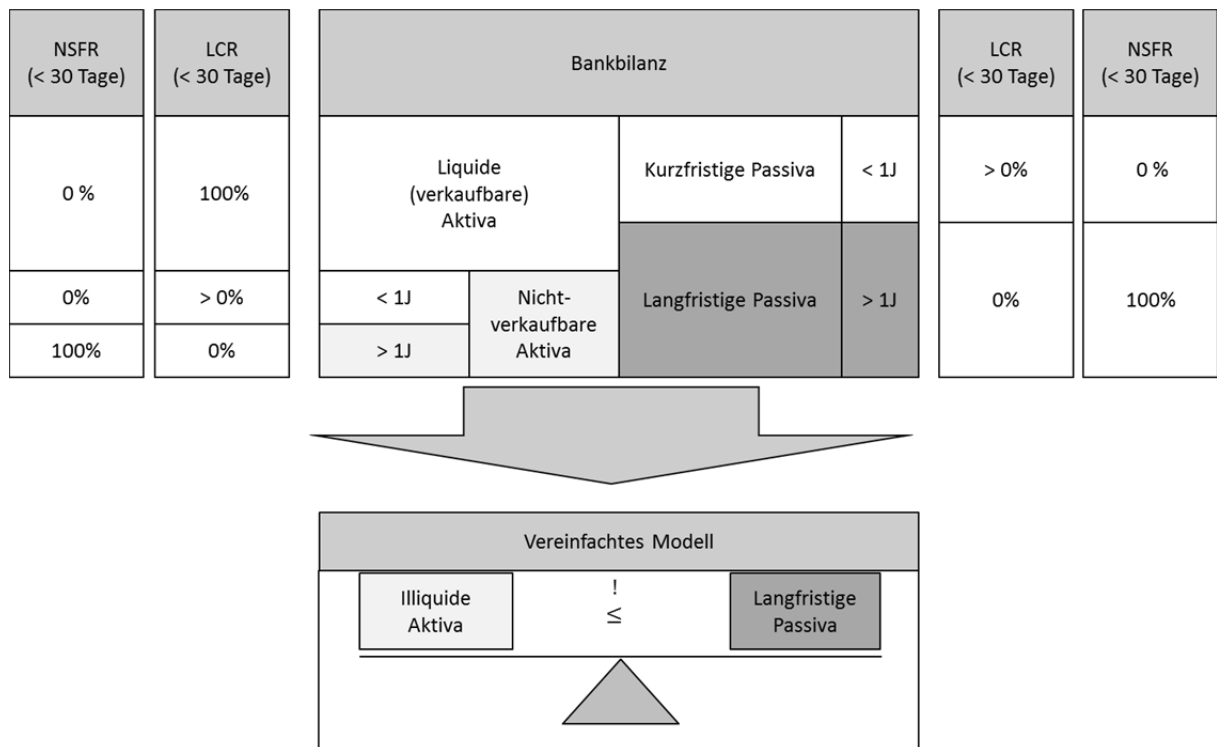 NSFR
(< 30 Tage)
LCR
(< 30 Tage)
Bankbilanz
LCR
(< 30 Tage)
NSFR
(< 30 Tage)
0 %
100%
Liquide
(verkaufbare)
Aktiva
Kurzfristige Passiva
< 1J
> 0%
0 %
0%
> 0%
< 1J
Nicht-
verkaufbare
Aktiva
Langfristige Passiva
> 1J
0%
100%
100%
0%
> 1J
Vereinfachtes Modell
Illiquide
Aktiva
!
≤
Langfristige
Passiva